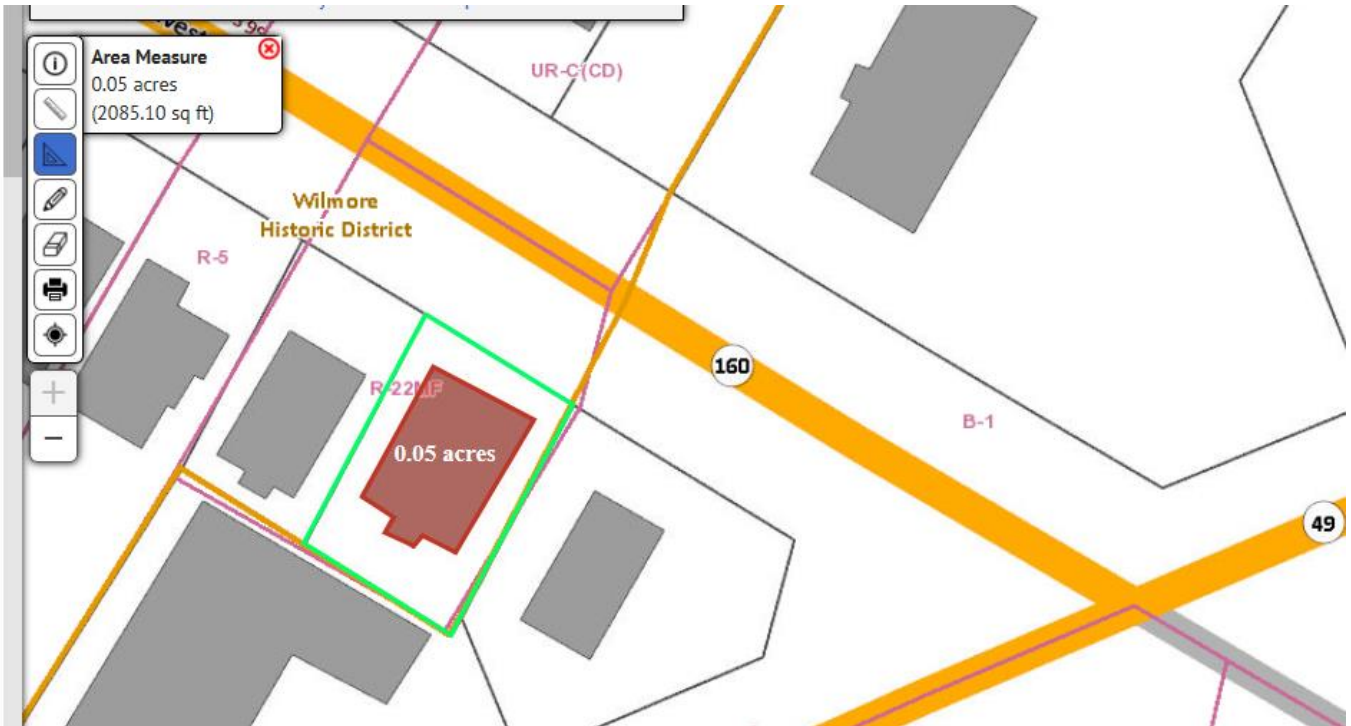 West
Area Measure
0.05 acres
(2085.10 sq ft)
UR-C(CD)
Wilmore
Historic District
R-5
160
R-22MF
B-1
0.05 acres
49